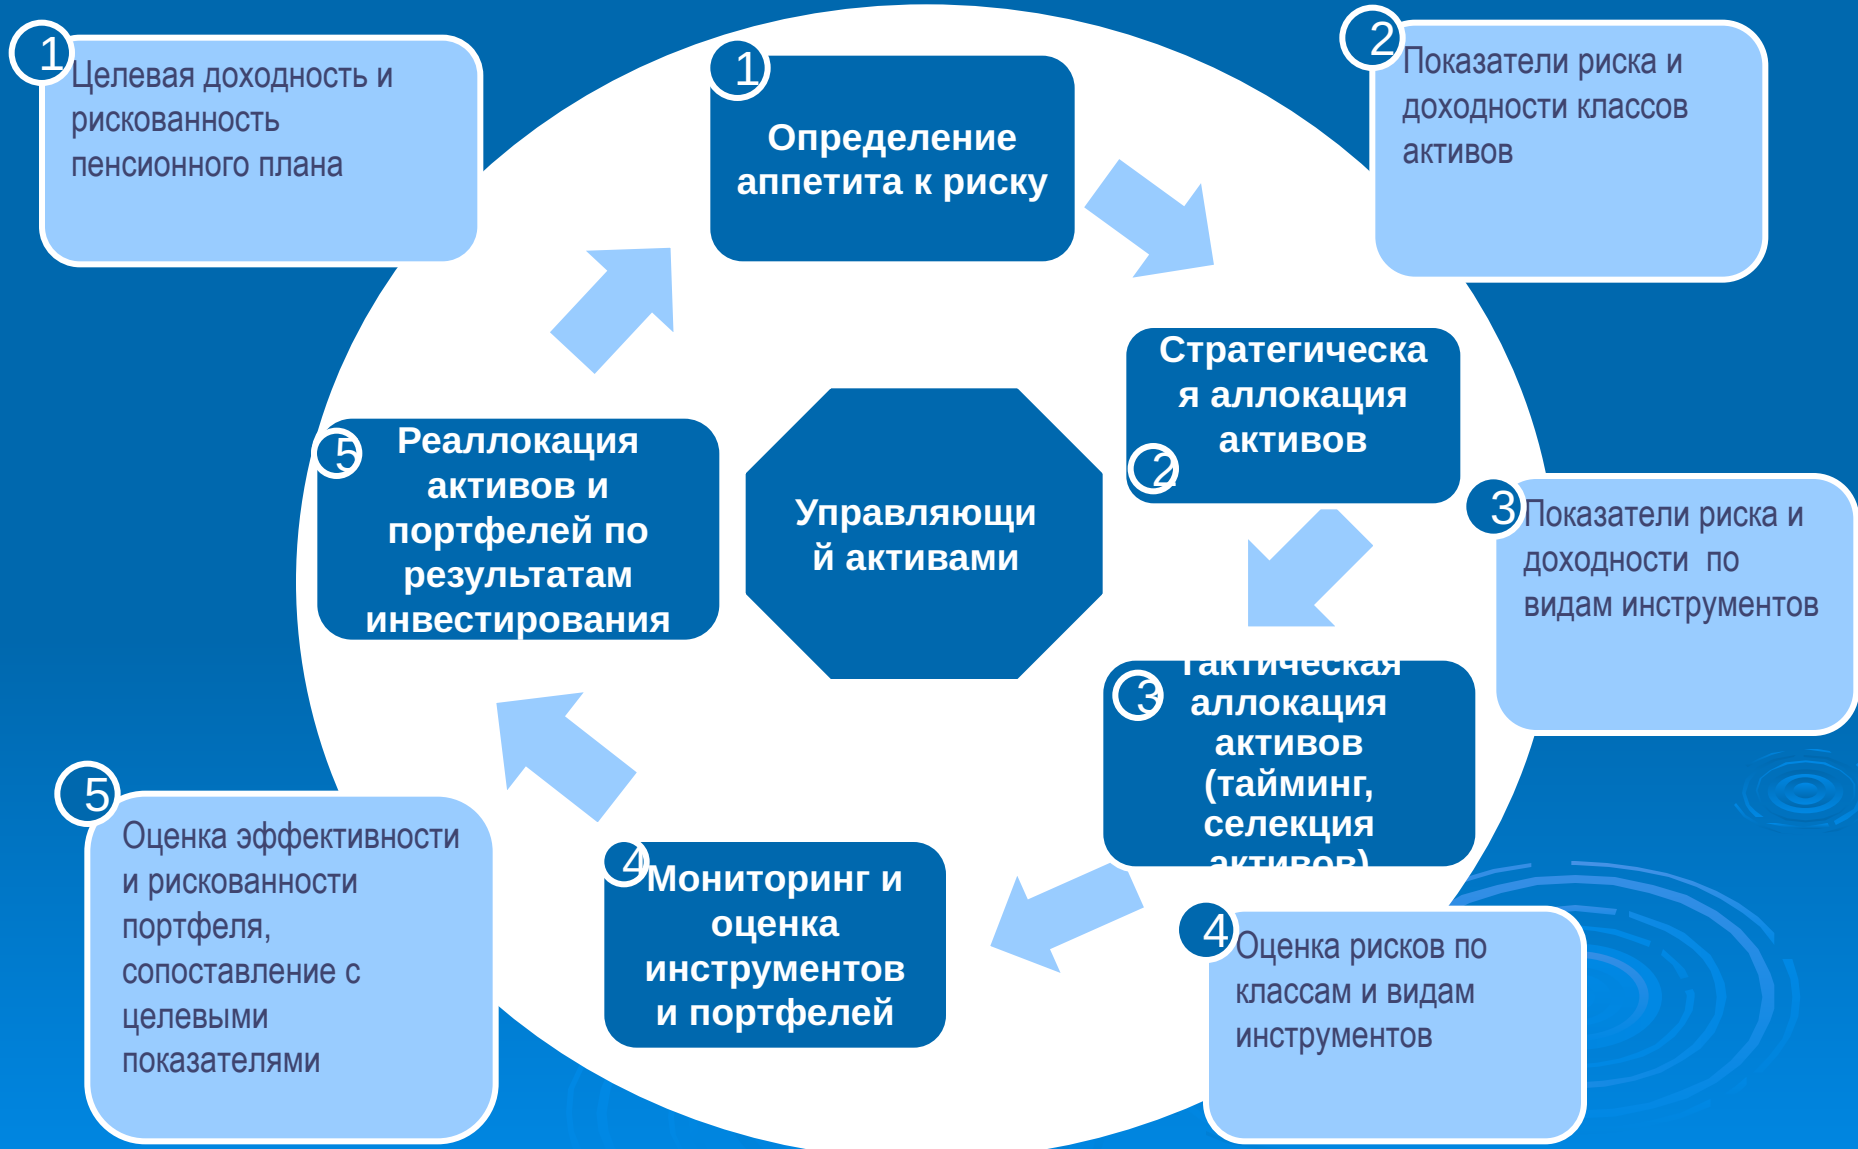 1
Целевая доходность и
рискованность
пенсионного плана
1
Определение
аппетита к риску
2
Показатели риска и
доходности классов
активов
Стратегическа
я аллокация
активов
2
5
Реаллокация
активов и
портфелей по
результатам
инвестирования
Управляющи
й активами
3
Показатели риска и
доходности по
видам инструментов
3
Тактическая
аллокация
активов
(тайминг,
селекция
активов)
5
Оценка эффективности
и рискованности
портфеля,
сопоставление с
целевыми
показателями
4
Мониторинг и
оценка
инструментов
и портфелей
4
Оценка рисков по
классам и видам
инструментов